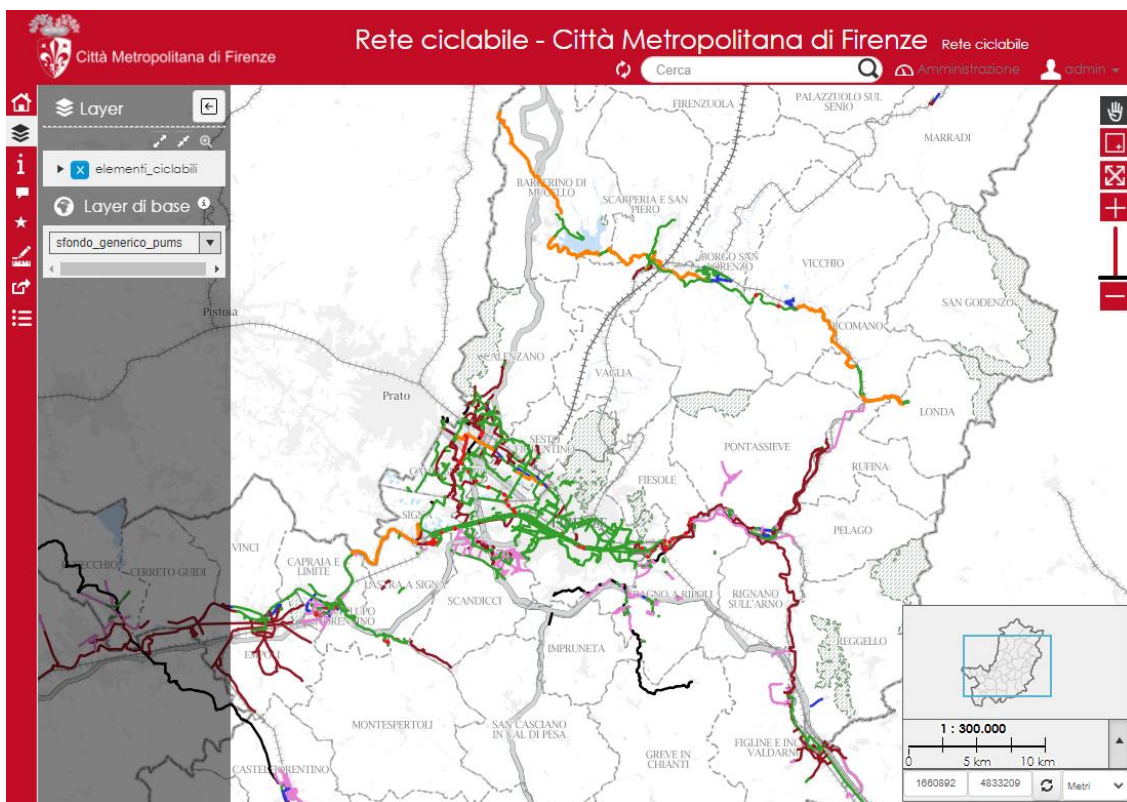 Rete ciclabile - Città Metropolitana di Firenze Rete ciclabile
Città Metropolitana di Firenze
Cerca
Amministrazione
admin
Layer
elementi_ciclabili
Layer di base
sfondo_generico_pums
FIRENZUOLA
PALAZZUOLO SUL
SENIO
MARRADI
BARBERINO DI
MUGELLO
SCARPERIA E SAN
PIERO
BORGO SAN
LORENZO
VICCHIO
SAN GODENZO
DICOMANO
Pistoia
CALENZANO
VAGLIA
Prato
LONDA
SESTO
FIORENTINO
PONTASSIEVE
RUFINA
FIESOLE
PELAGO
VINCI
CAPRAIA E
LIMITE
CERRETO GUIDI
LASTRA A SIGNA
SCANDICCI
BAGNO A RIPOLI
RIGNANO
SULL'ARNO
REGGELLO
EMPOLI
IMPRUNETA
MONTESPERTOLI
SAN CASCIANO
IN VAL DI PESA
GREVE IN
CHIANTI
FIGLINE E INC
VALDARNO
CASTELFIORENTINO
1 : 300.000
0 5 km 10 km
1660892 4833209 Metri